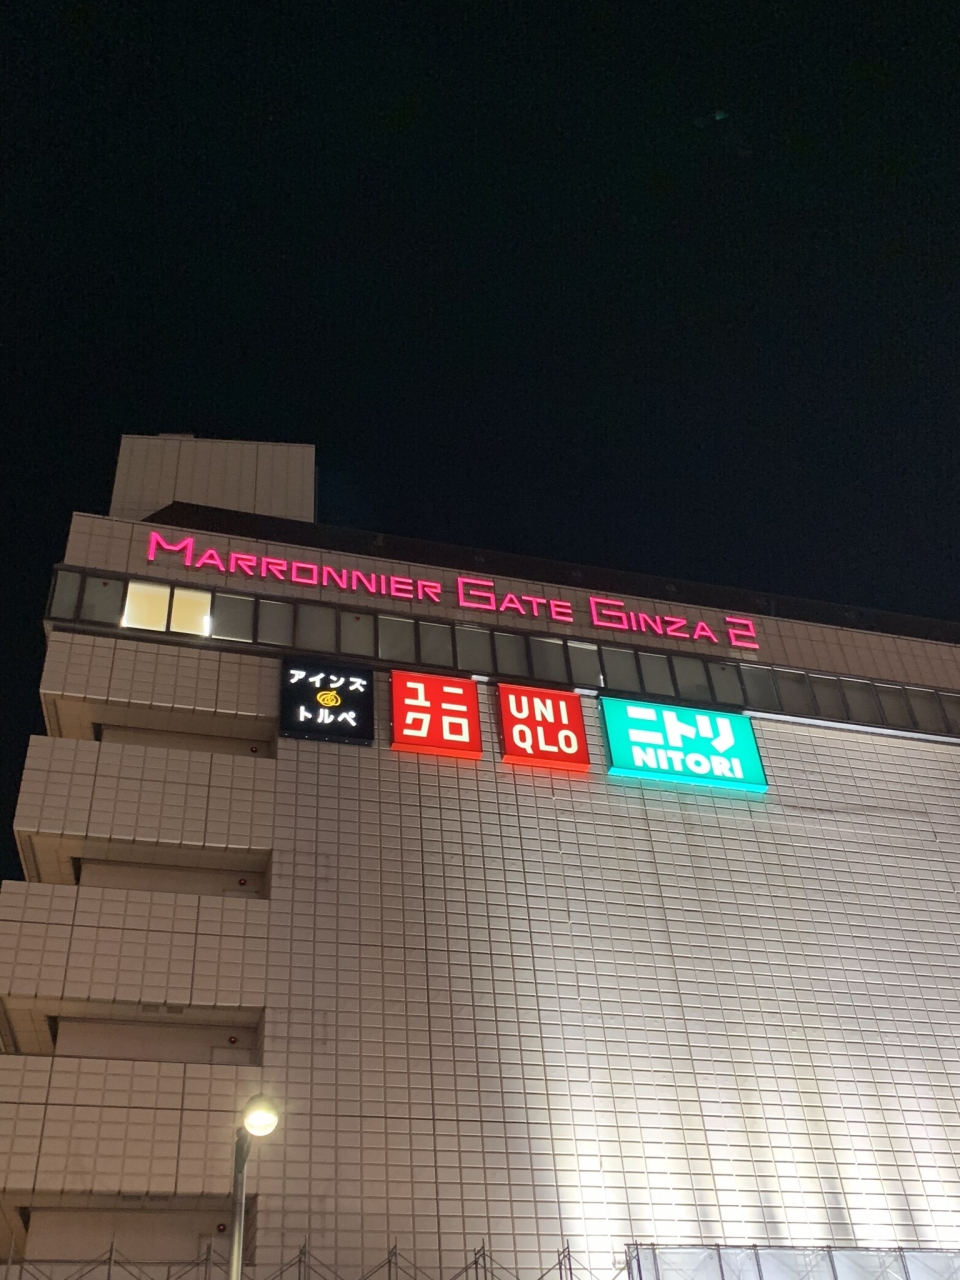 MARRONNIER GATE GINZA 2
アインズ
トルペ
ユニ
クロ
UNI
QLO
ニトリ
NITORI